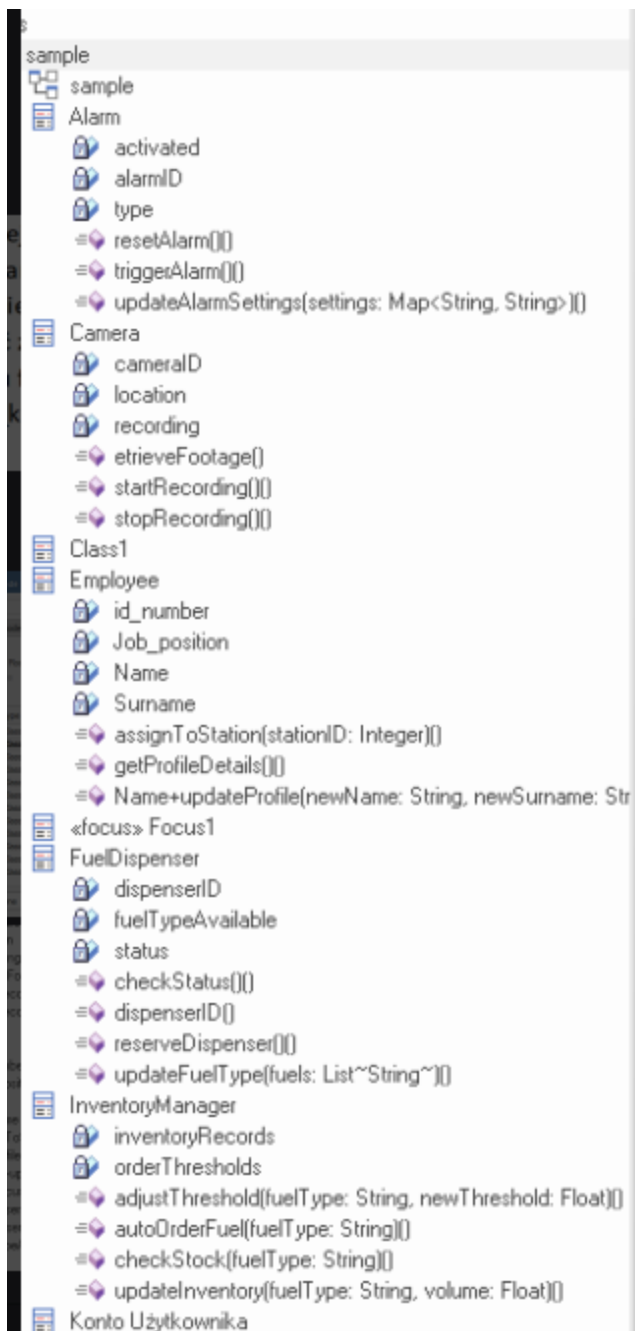 sample
sample
Alarm
activated
alarmID
type
resetAlarm()()
triggerAlarm()()
updateAlarmSettings(settings: Map<String, String>)()
Camera
cameraID
location
recording
etrieveFootage()
startRecording()()
stopRecording()()
Class1
Employee
id_number
Job_position
Name
Surname
assignToStation(stationID: Integer)()
getProfileDetails()()
Name+updateProfile(newName: String, newSurname: Str
«focus» Focus1
FuelDispenser
dispenserID
fuelTypeAvailable
status
checkStatus()()
dispenserID()
reserveDispenser()()
updateFuelType(fuels: List~String~)()
InventoryManager
inventoryRecords
orderThresholds
adjustThreshold(fuelType: String, newThreshold: Float)()
autoOrderFuel(fuelType: String)()
checkStock(fuelType: String)()
updateInventory(fuelType: String, volume: Float)()
Konto Użytkownika